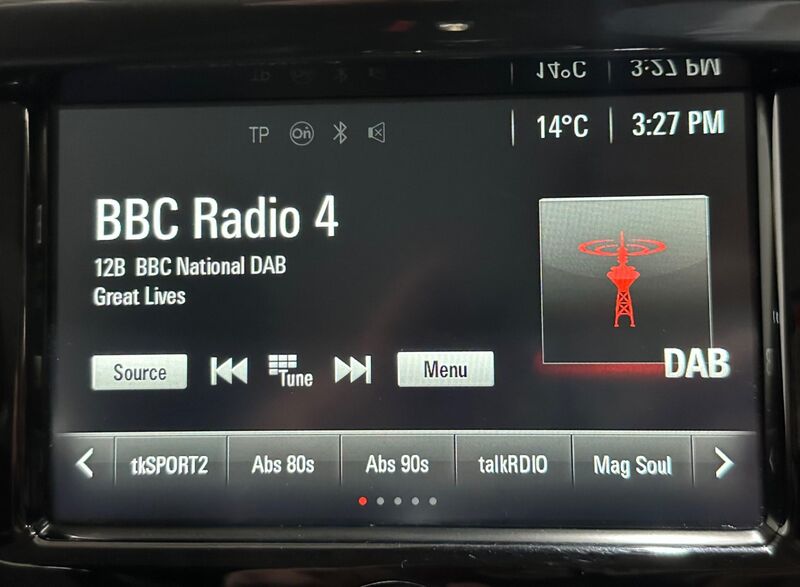 TP On 14°C 3:27 PM
BBC Radio 4
12B BBC National DAB
Great Lives
DAB
Source Tune Menu
tkSPORT2 Abs 80s Abs 90s talkRDIO Mag Soul